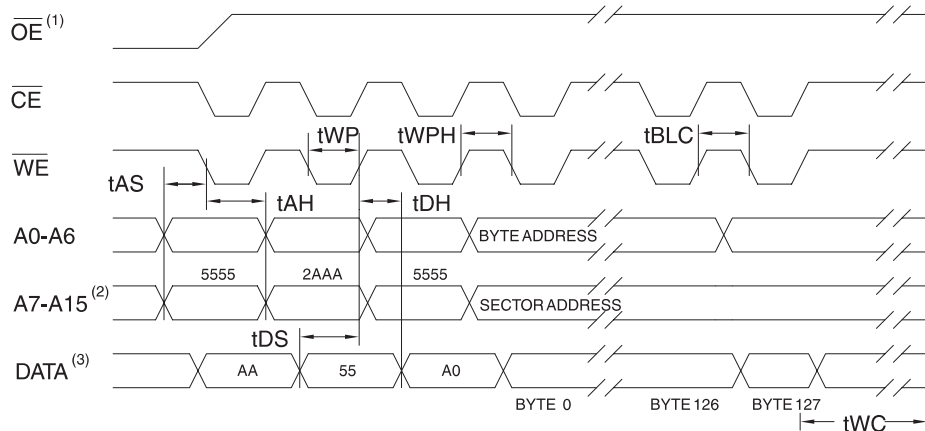 OE (1)
CE
tWP tWPH tBLC
WE
tAS
tAH tDH
A0-A6 BYTE ADDRESS
5555 2AAA 5555
A7-A15 (2) SECTOR ADDRESS
tDS
DATA (3) AA 55 A0
BYTE 0 BYTE 126 BYTE 127
tWC